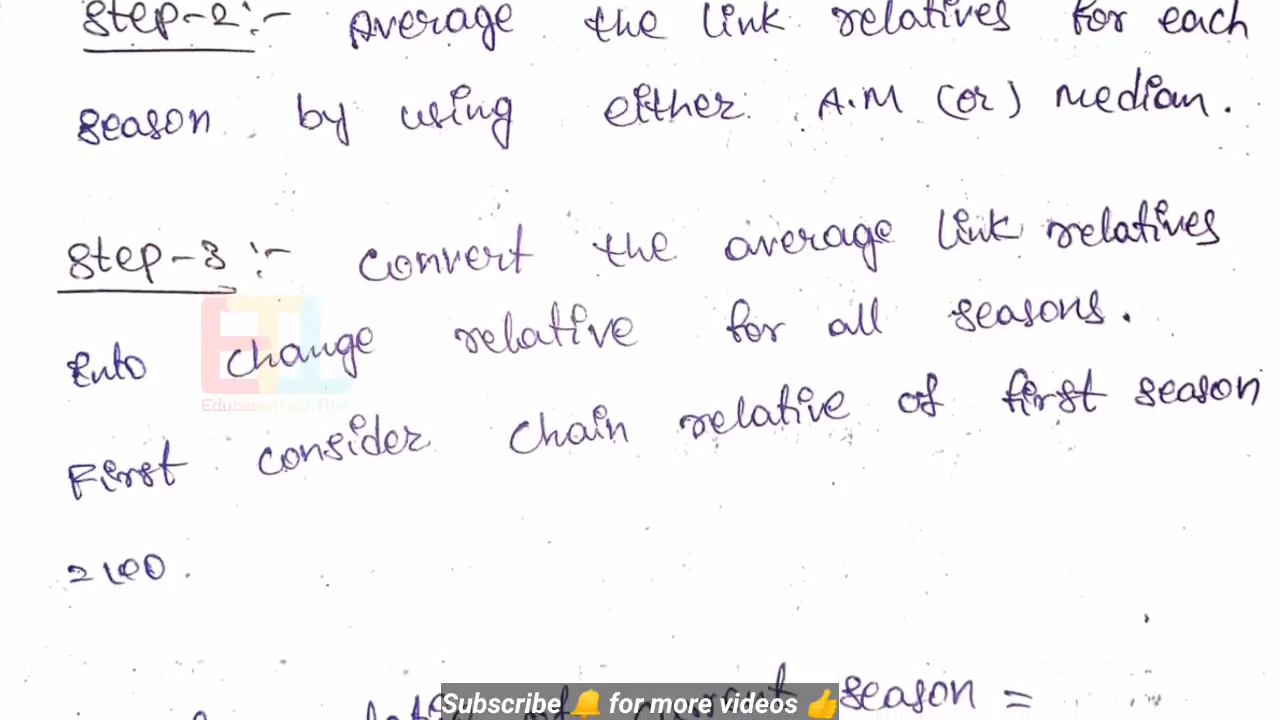 Step-2:- Average the link relatives for each
season by using either A.M (or) median.
Step-3:- Convert the average link relatives
into change relative for all seasons.
First consider chain relative of first season
=100.
season =
Subscribe 🔔 for more videos 👍